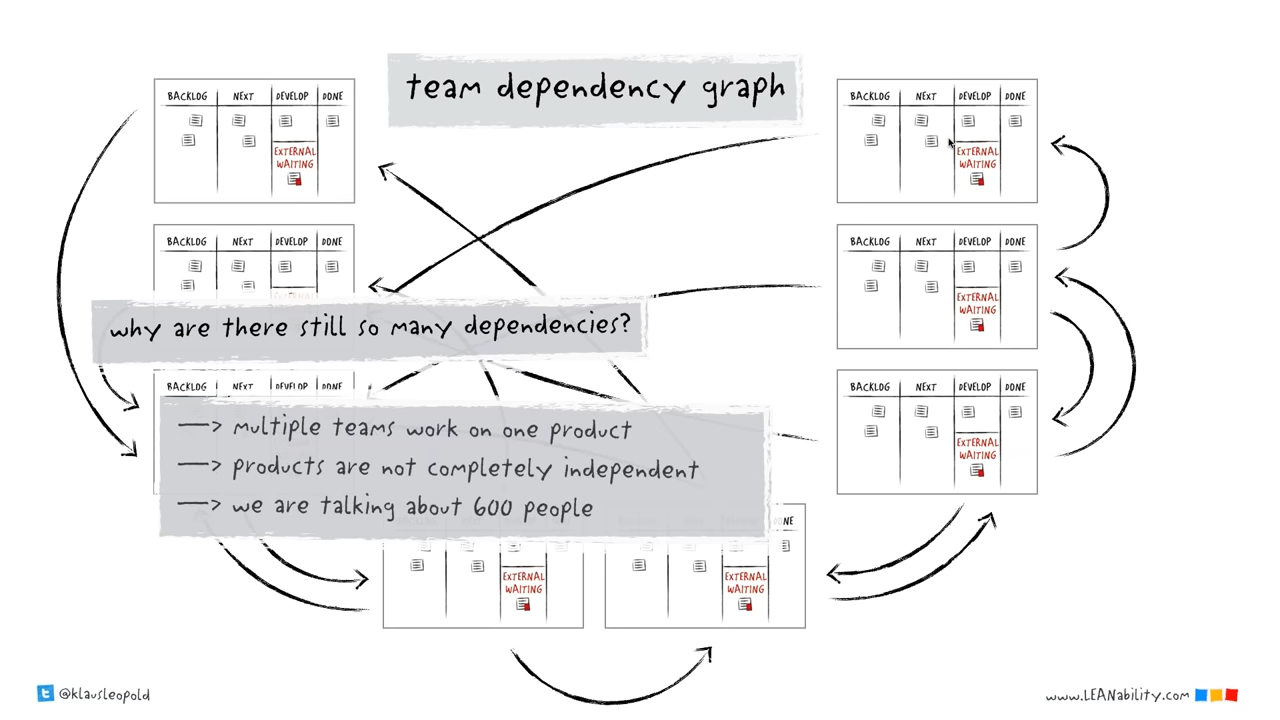 team dependency graph
BACKLOG NEXT DEVELOP DONE
EXTERNAL
WAITING
BACKLOG NEXT DEVELOP DONE
EXTERNAL
WAITING
BACKLOG NEXT DEVELOP DONE
BACKLOG NEXT DEVELOP DONE
EXTERNAL
WAITING
why are there still so many dependencies?
BACKLOG NEXT DEVELOP DONE
BACKLOG NEXT DEVELOP DONE
EXTERNAL
WAITING
multiple teams work on one product
products are not completely independent
we are talking about 600 people
DONE
EXTERNAL
WAITING
EXTERNAL
WAITING
@klausleopold
www.LEANability.com